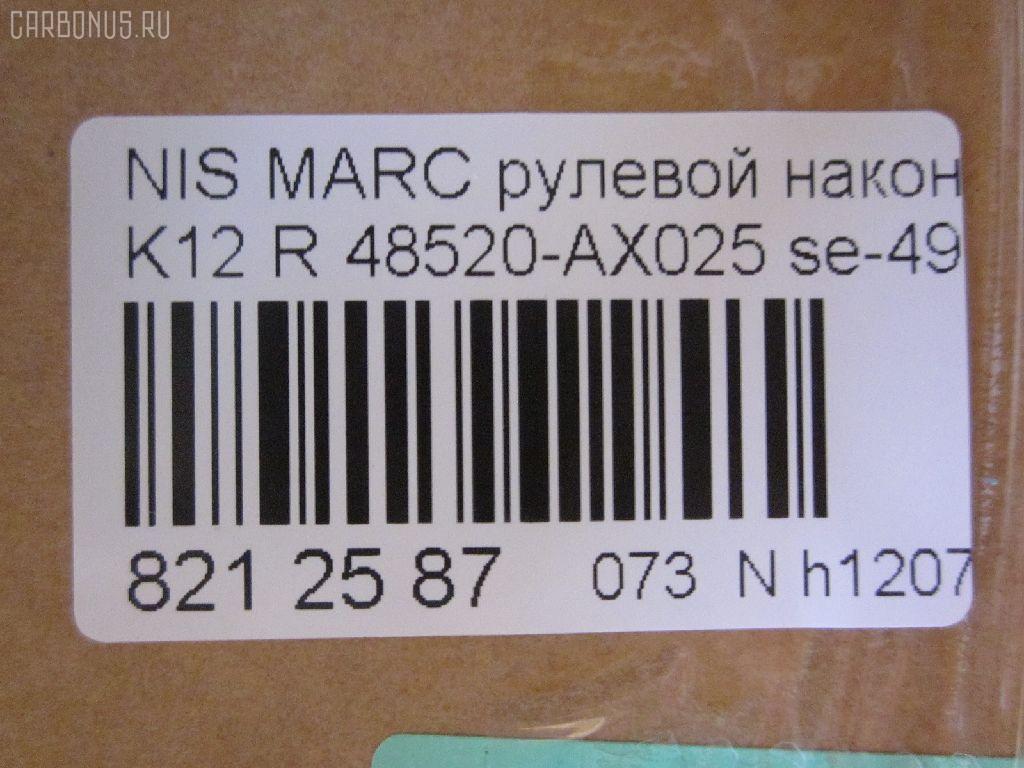 CARBONUS.RU
NIS MARC рулевой након
K12 R 48520-AX025 se-49
821 25 87 073 N h1207